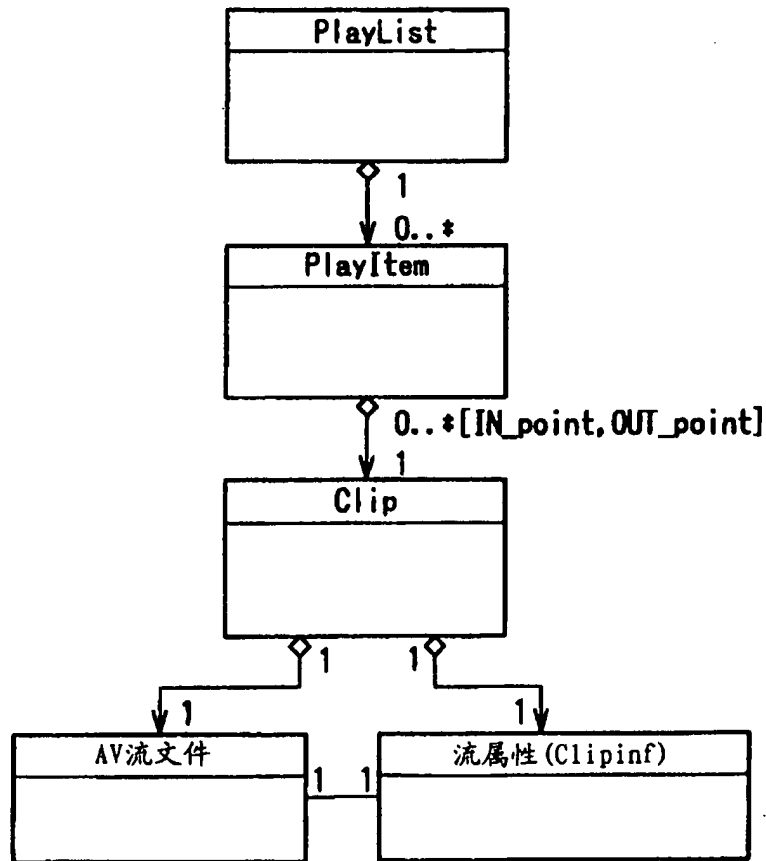 PlayList
1
0..*
PlayItem
0..*[IN_point,OUT_point]
1
Clip
1 1
1 1
AV流文件 流属性(Clipinf)
1 1